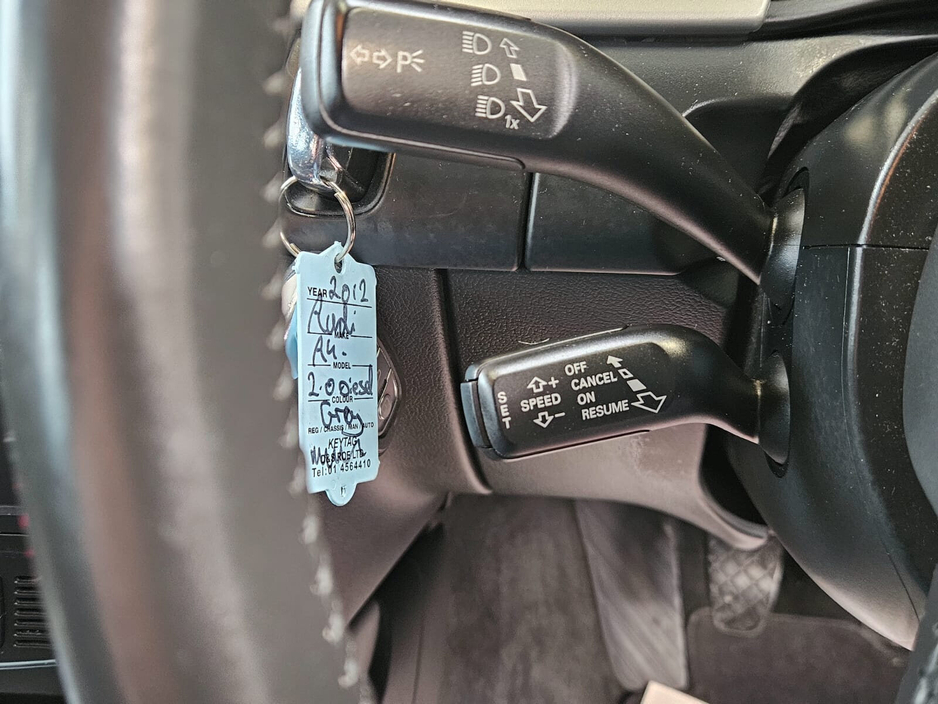 P
1x
YEAR 2012
Audi
MAKE
A4.
MODEL
2.0 Diesel
COLOUR
Gray
REG / CHASSIS / MAN / AUTO
KEYTAG
Tel:01 4564410
OFF
CANCEL
SPEED
ON
RESUME
SET